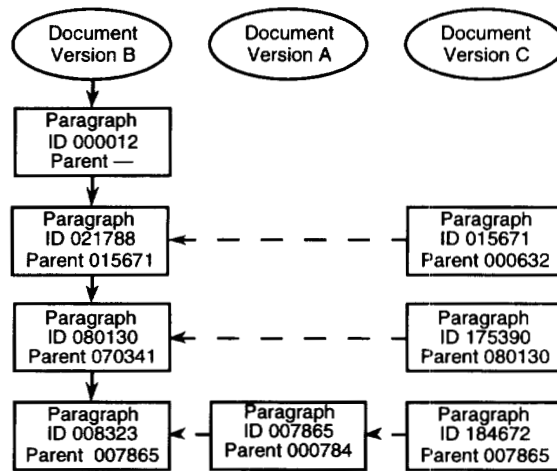 Document
Version B
Document
Version A
Document
Version C
Paragraph
ID 000012
Parent —
Paragraph
ID 021788
Parent 015671
Paragraph
ID 015671
Parent 000632
Paragraph
ID 080130
Parent 070341
Paragraph
ID 175390
Parent 080130
Paragraph
ID 008323
Parent 007865
Paragraph
ID 007865
Parent 000784
Paragraph
ID 184672
Parent 007865